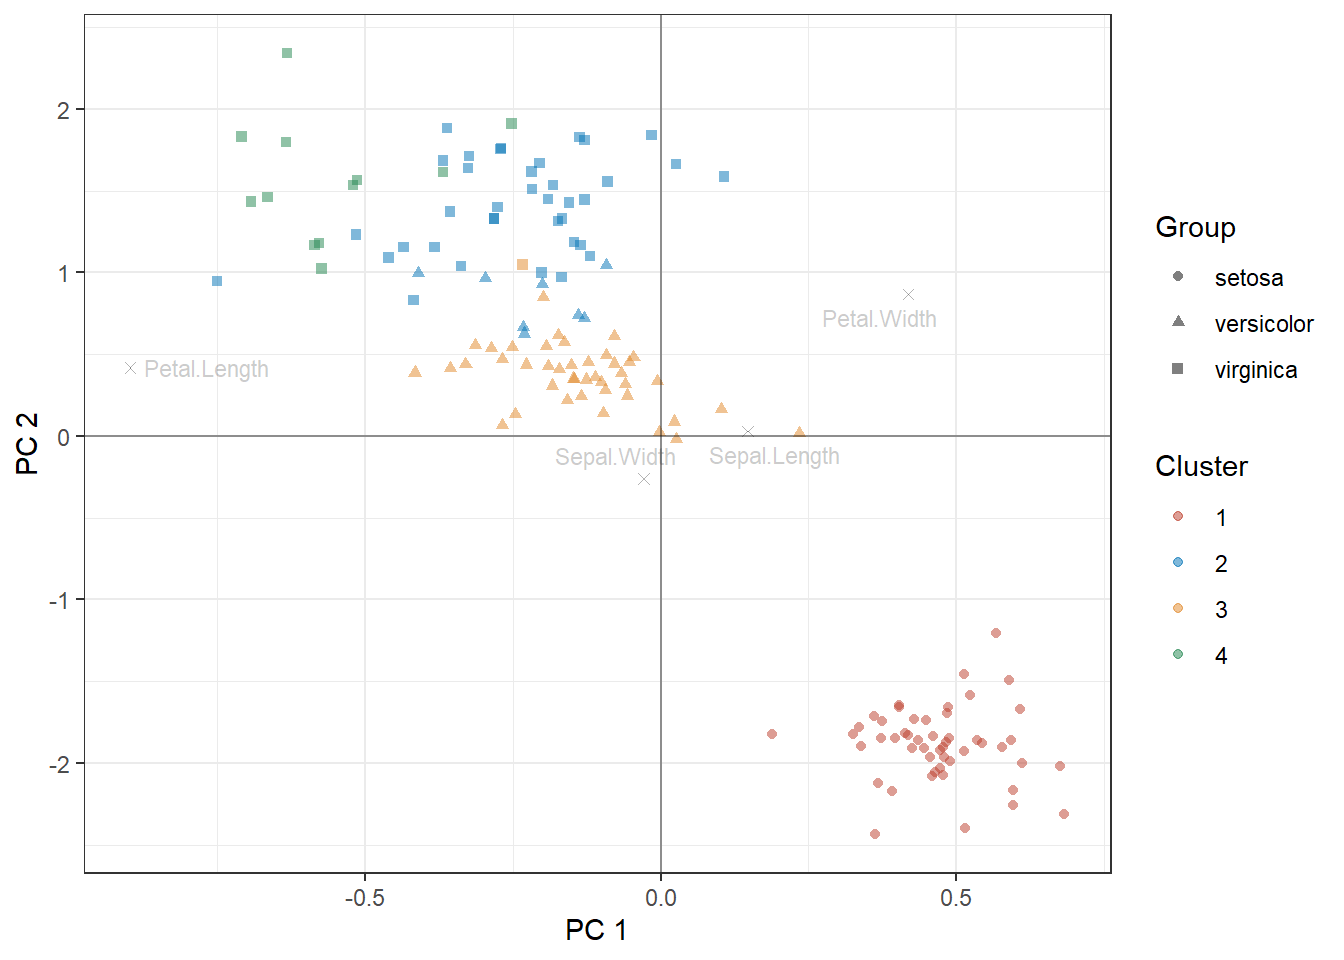 2
1
0
-1
-2
PC 2
-0.5
0.0
0.5
PC 1
Petal.Length
Petal.Width
Sepal.Width
Sepal.Length
Group
setosa
versicolor
virginica
Cluster
1
2
3
4